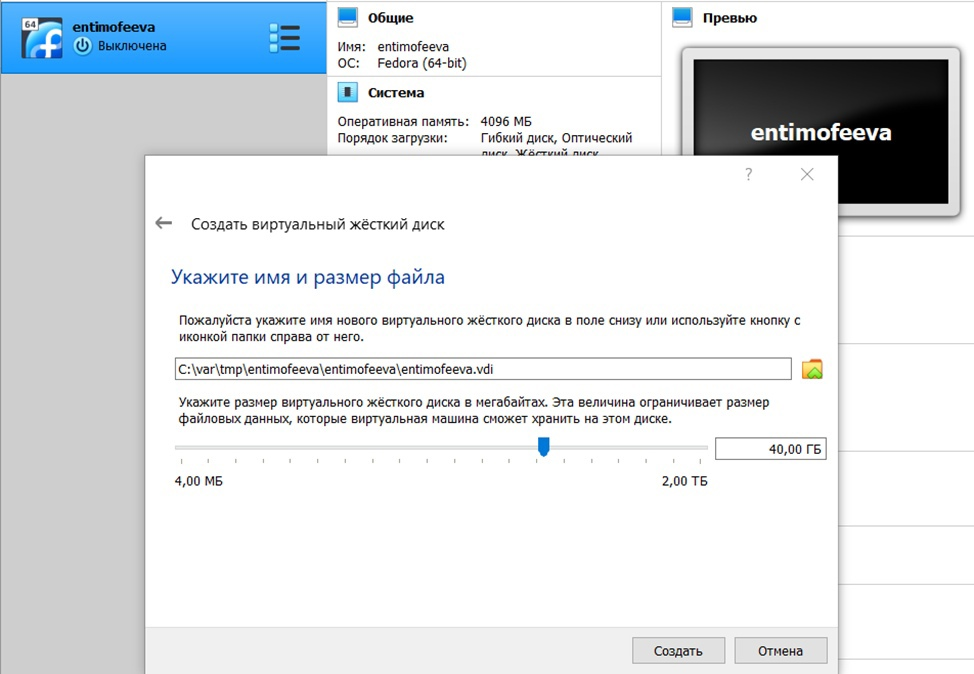 64
entimofeeva
Выключена
Общие
Имя: entimofeeva
ОС: Fedora (64-bit)
Система
Оперативная память: 4096 МБ
Порядок загрузки: Гибкий диск, Оптический
диск, Жёсткий диск
Превью
entimofeeva
?
Создать виртуальный жёсткий диск
Укажите имя и размер файла
Пожалуйста укажите имя нового виртуального жёсткого диска в поле снизу или используйте кнопку с
иконкой папки справа от него.
C:\var\tmp\entimofeeva\entimofeeva\entimofeeva.vdi
Укажите размер виртуального жёсткого диска в мегабайтах. Эта величина ограничивает размер
файловых данных, которые виртуальная машина сможет хранить на этом диске.
40,00 ГБ
4,00 МБ 2,00 ТБ
Создать Отмена